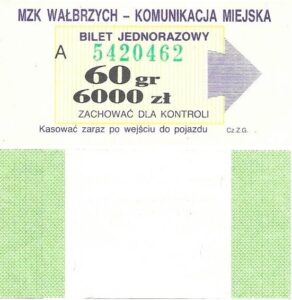 MZK WAŁBRZYCH – KOMUNIKACJA MIEJSKA
BILET JEDNORAZOWY
A 5420462
60 gr
6000 zł
ZACHOWAĆ DLA KONTROLI
Kasować zaraz po wejściu do pojazdu Cz.Z.G.